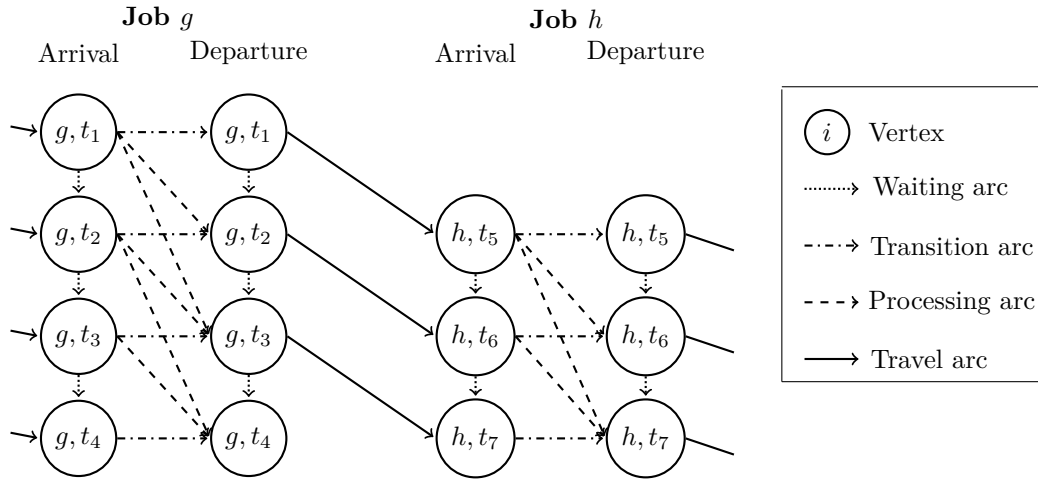 Job g
Job h
Arrival
Departure
Arrival
Departure
g, t₁
g, t₁
i
Vertex
g, t₂
g, t₂
h, t₅
h, t₅
Waiting arc
Transition arc
g, t₃
g, t₃
h, t₆
h, t₆
Processing arc
Travel arc
g, t₄
g, t₄
h, t₇
h, t₇